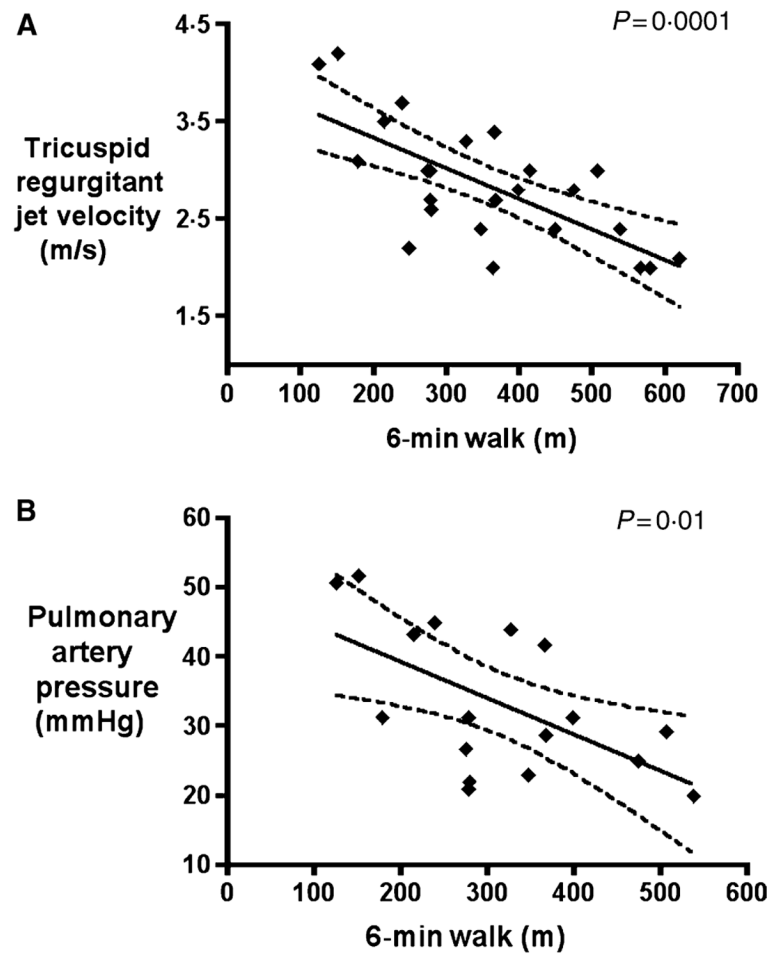 A
P=0·0001
4·5
3·5
2·5
1·5
Tricuspid
regurgitant
jet velocity
(m/s)
0 100 200 300 400 500 600 700
6-min walk (m)
B
P=0·01
60
50
40
30
20
10
Pulmonary
artery
pressure
(mmHg)
0 100 200 300 400 500 600
6-min walk (m)